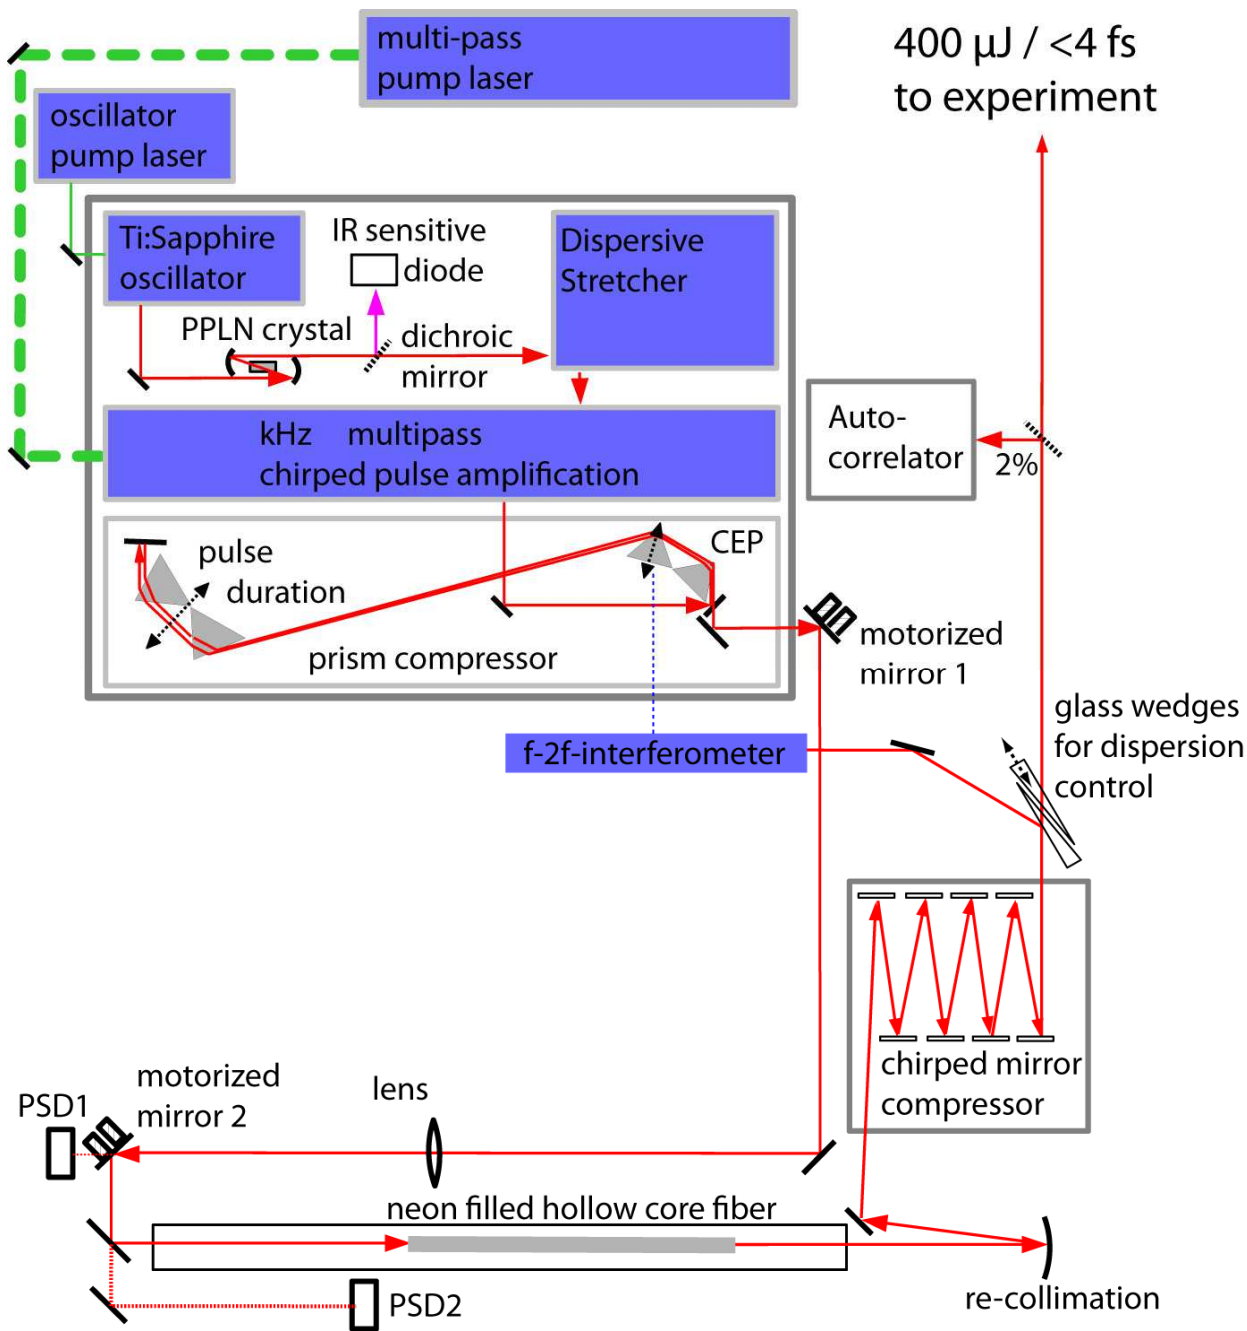 multi-pass
pump laser
400 µJ / <4 fs
to experiment
oscillator
pump laser
Ti:Sapphire
oscillator
IR sensitive
diode
Dispersive
Stretcher
PPLN crystal
dichroic
mirror
kHz multipass
chirped pulse amplification
Auto-
correlator
2%
pulse
duration
CEP
prism compressor
motorized
mirror 1
glass wedges
for dispersion
control
f-2f-interferometer
chirped mirror
compressor
motorized
mirror 2
PSD1
lens
neon filled hollow core fiber
PSD2
re-collimation